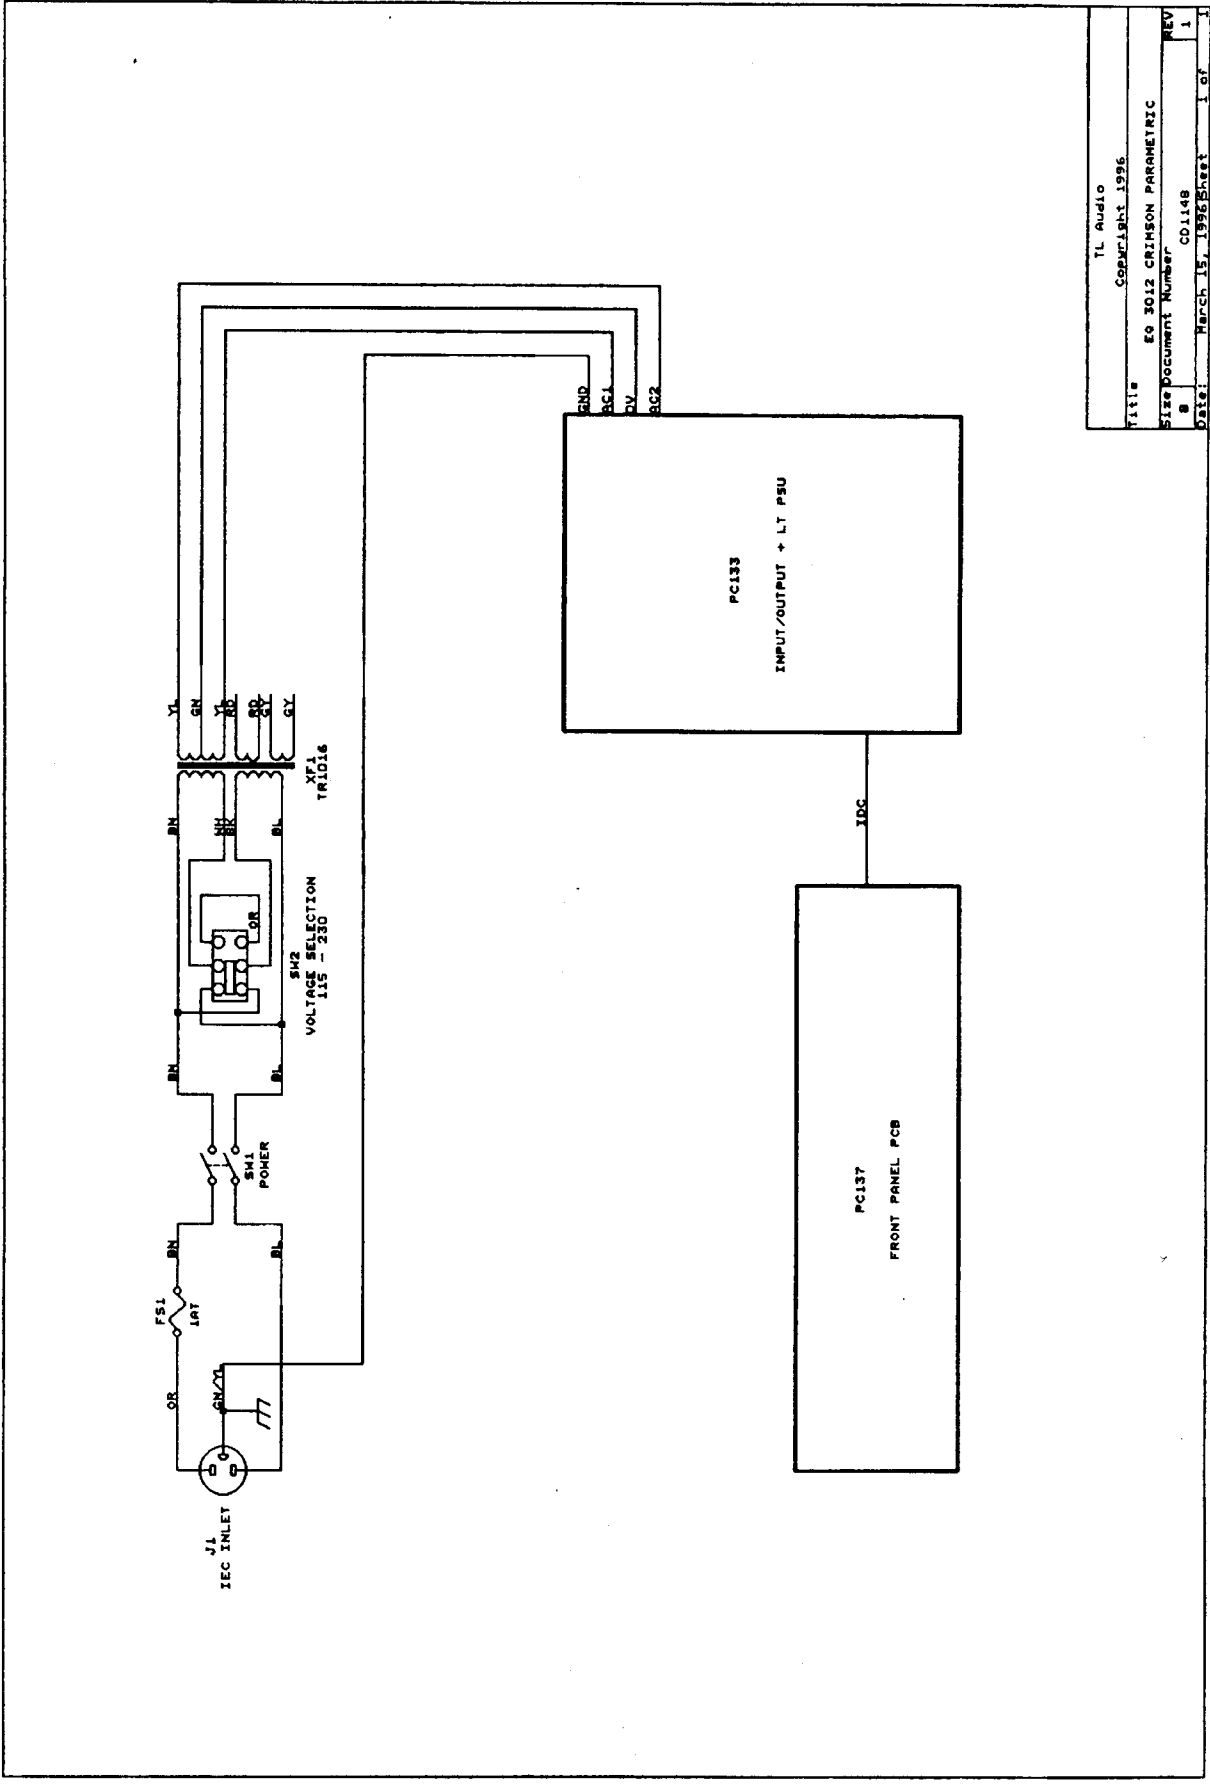 J1
IEC INLET
OR
FS1
1AT
GN/YL
BN
BL
SW1
POWER
BN
BL
SW2
VOLTAGE SELECTION
115 - 230
OR
BN
WH
BK
BL
XF1
TR1016
YL
GN
YL
RD
RD
GY
GY
GND
AC1
0V
AC2
PC133
INPUT/OUTPUT + LT PSU
IDC
PC137
FRONT PANEL PCB
TL Audio
Copyright 1996
Title
EQ 3012 CRIMSON PARAMETRIC
Size Document Number REV
B CD1148 1
Date: March 15, 1996 Sheet 1 of 1